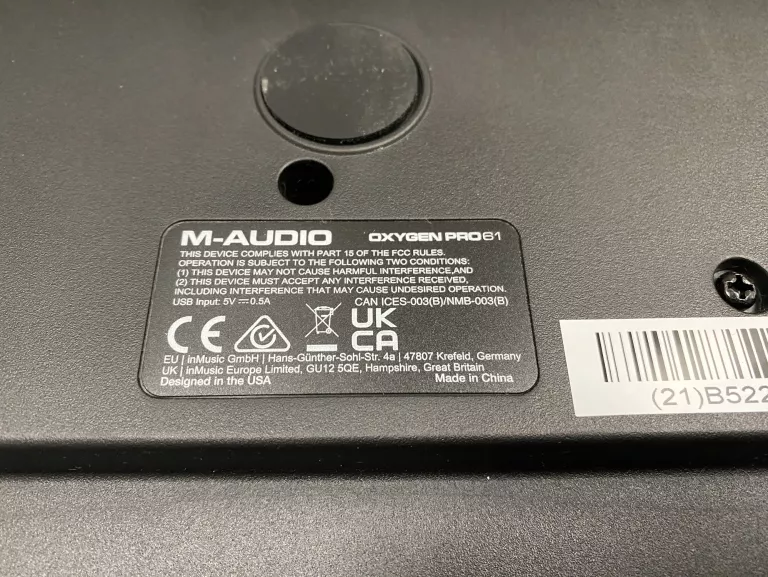 M-AUDIO OXYGEN PRO61
THIS DEVICE COMPLIES WITH PART 15 OF THE FCC RULES.
OPERATION IS SUBJECT TO THE FOLLOWING TWO CONDITIONS:
(1) THIS DEVICE MAY NOT CAUSE HARMFUL INTERFERENCE,AND
(2) THIS DEVICE MUST ACCEPT ANY INTERFERENCE RECEIVED,
INCLUDING INTERFERENCE THAT MAY CAUSE UNDESIRED OPERATION.
USB Input: 5V⎓0.5A CAN ICES-003(B)/NMB-003(B)
CE UK
CA
EU | inMusic GmbH | Hans-Günther-Sohl-Str. 4a | 47807 Krefeld, Germany
UK | inMusic Europe Limited, GU12 5QE, Hampshire, Great Britain
Designed in the USA Made in China
(21)B522